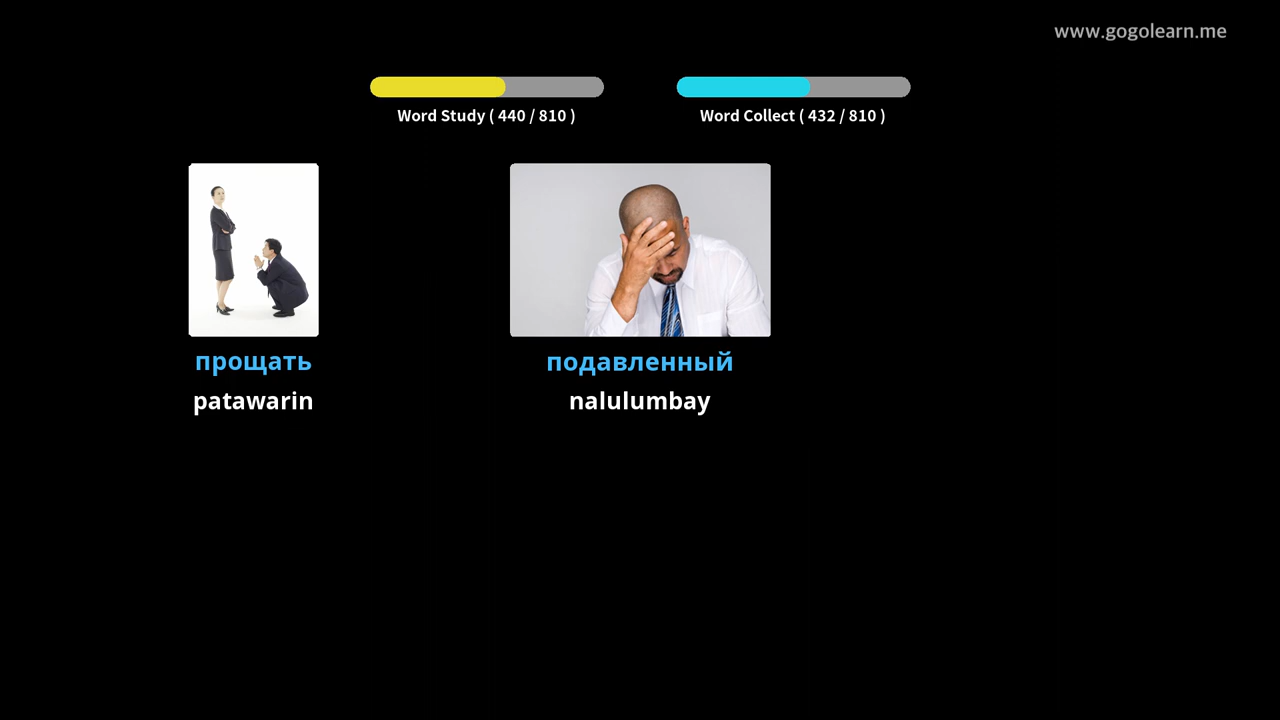 www.gogolearn.me
Word Study ( 440 / 810 )
Word Collect ( 432 / 810 )
прощать
patawarin
подавленный
nalulumbay